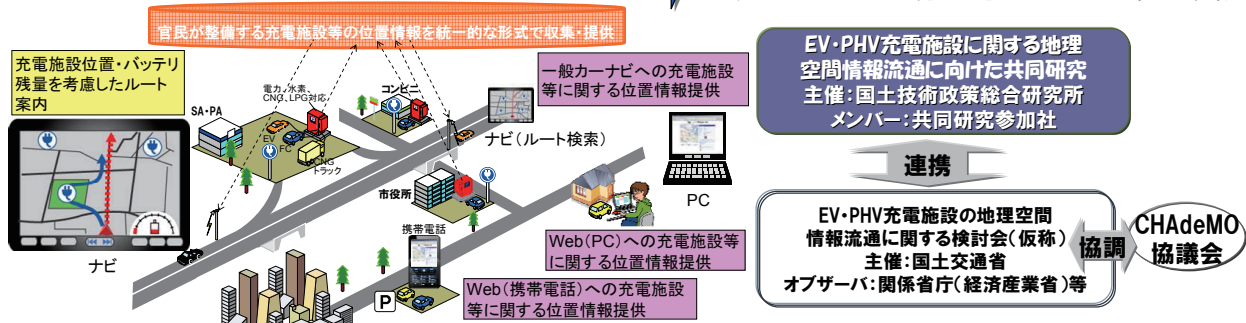 官民が整備する充電施設等の位置情報を統一的な形式で収集・提供
充電施設位置・バッテリ
残量を考慮したルート
案内
ナビ
SA・PA
電力、水素、
CNG、LPG対応
EV
FC
CNG
トラック
コンビニ
市役所
携帯電話
P
一般カーナビへの充電施設
等に関する位置情報提供
ナビ(ルート検索)
PC
Web(PC)への充電施設等
に関する位置情報提供
Web(携帯電話)への充電施設
等に関する位置情報提供
EV・PHV充電施設に関する地理
空間情報流通に向けた共同研究
主催:国土技術政策総合研究所
メンバー:共同研究参加社
連携
EV・PHV充電施設の地理空間
情報流通に関する検討会(仮称)
主催:国土交通省
オブザーバ:関係省庁(経済産業省)等
協調
CHAdeMO
協議会